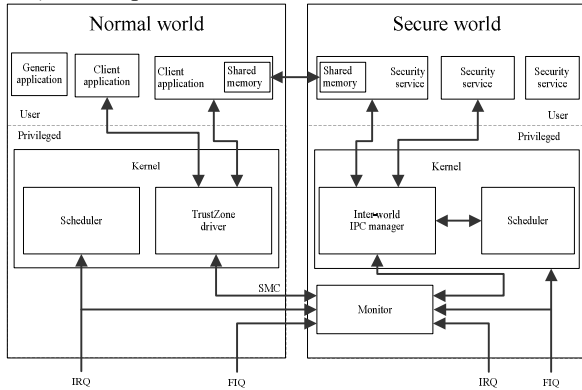 Normal world
Secure world
Generic
application
Client
application
Client
application
Shared
memory
Shared
memory
Security
service
Security
service
Security
service
User
User
Privileged
Privileged
Kernel
Kernel
Scheduler
TrustZone
driver
Inter-world
IPC manager
Scheduler
SMC
Monitor
IRQ
FIQ
IRQ
FIQ